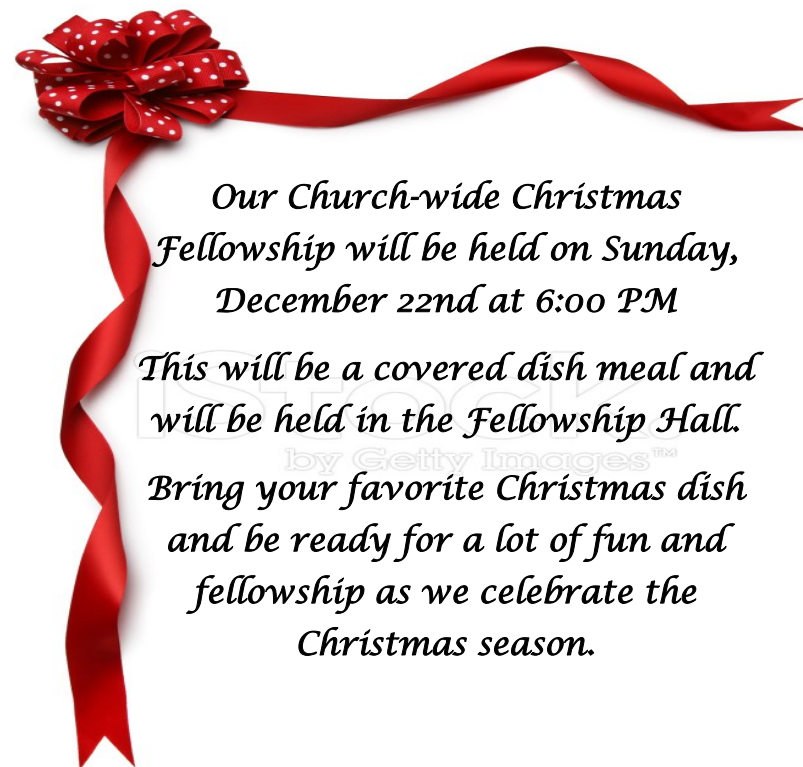 Our Church-wide Christmas
Fellowship will be held on Sunday,
December 22nd at 6:00 PM
This will be a covered dish meal and
will be held in the Fellowship Hall.
iStock.
by Getty Images™
Bring your favorite Christmas dish
and be ready for a lot of fun and
fellowship as we celebrate the
Christmas season.